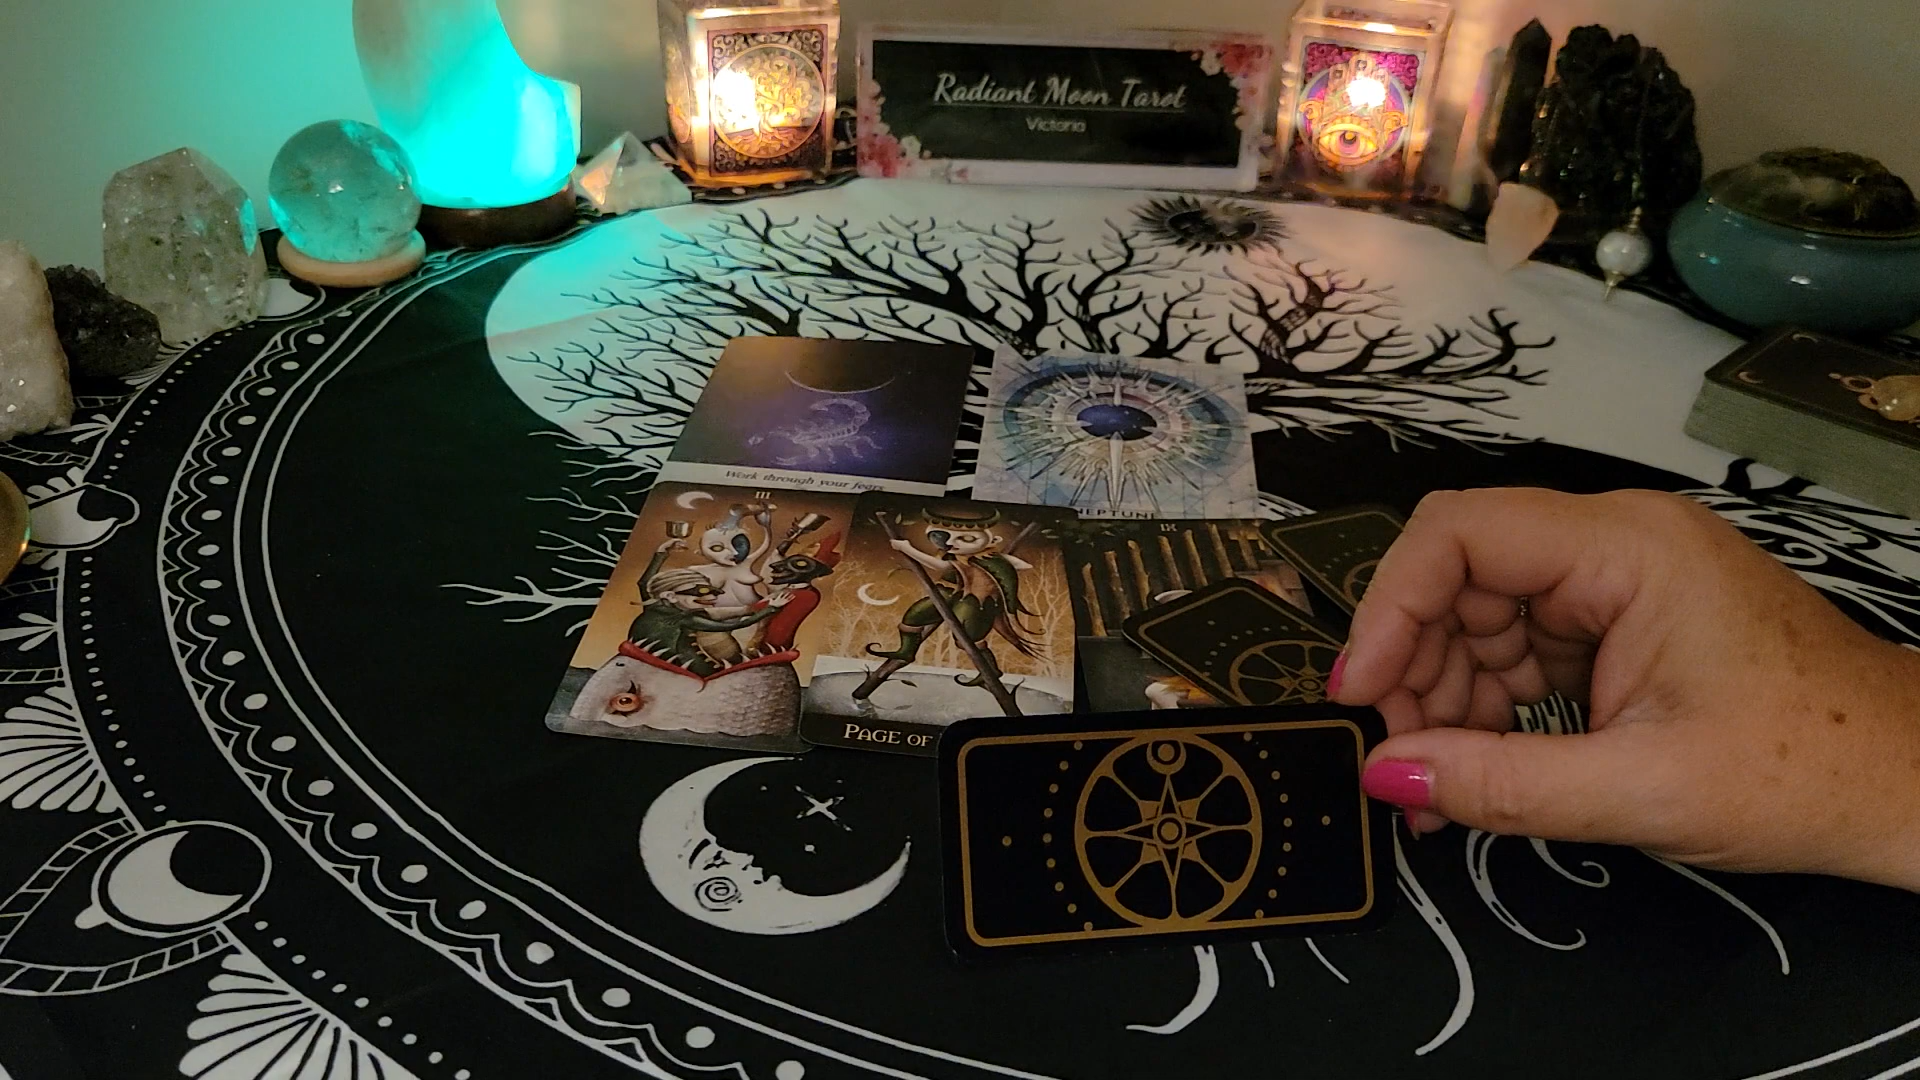 Radiant Moon Tarot
Victoria
Work through your fears
NEPTUNE
III
IX
PAGE OF